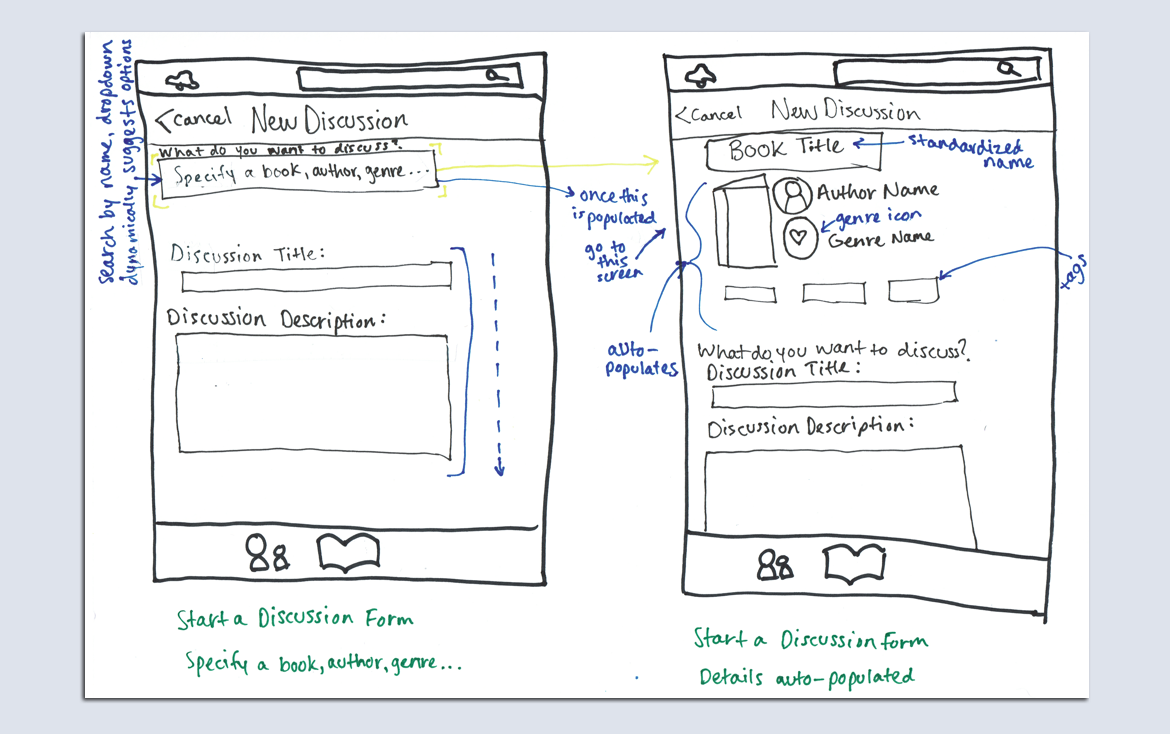 Search by name, dropdown
dynamically suggests options
<Cancel New Discussion
What do you want to discuss?
Specify a book, author, genre...
Discussion Title:
Discussion Description:
Start a Discussion Form
Specify a book, author, genre...
once this
is populated
go to
this
screen
auto-
populates
<Cancel New Discussion
Book Title
standardized
name
Author Name
genre icon
Genre Name
tags
What do you want to discuss?
Discussion Title:
Discussion Description:
Start a Discussion Form
Details auto-populated